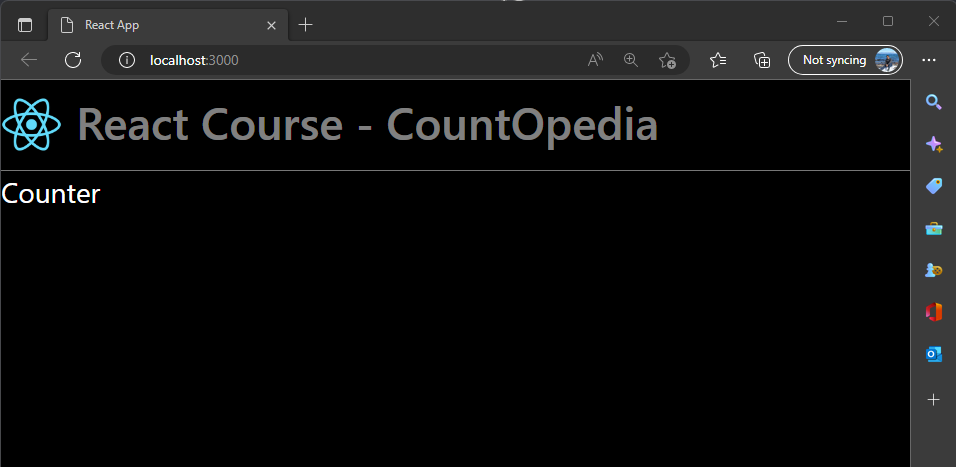 React App
localhost:3000
Not syncing
React Course - CountOpedia
Counter